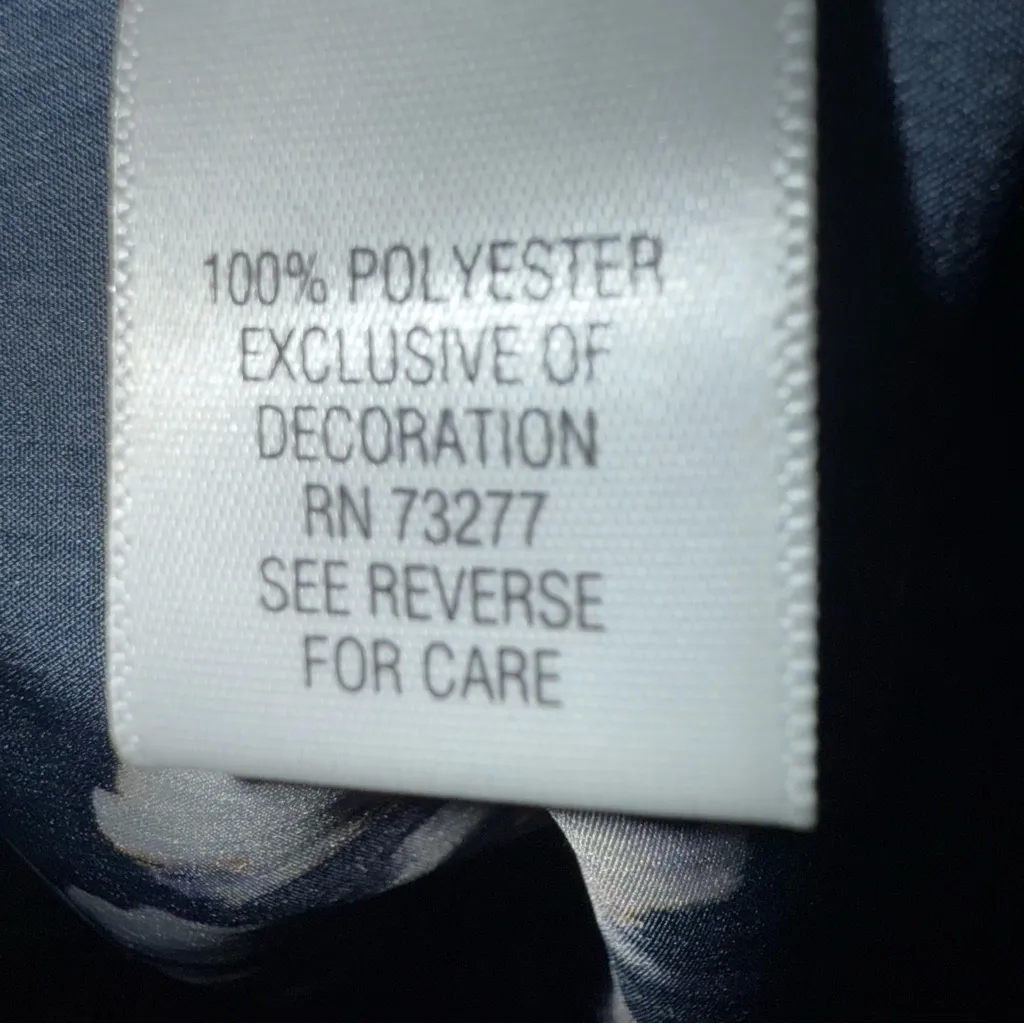 100% POLYESTER
EXCLUSIVE OF
DECORATION
RN 73277
SEE REVERSE
FOR CARE